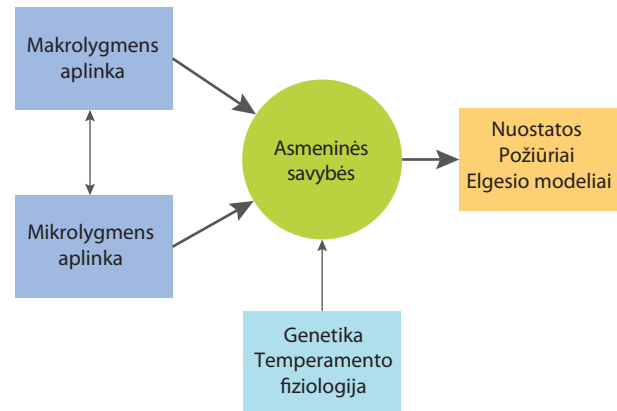 Makrolygmens
aplinka
Mikrolygmens
aplinka
Asmeninės
savybės
Nuostatos
Požiūriai
Elgesio modeliai
Genetika
Temperamento
fiziologija